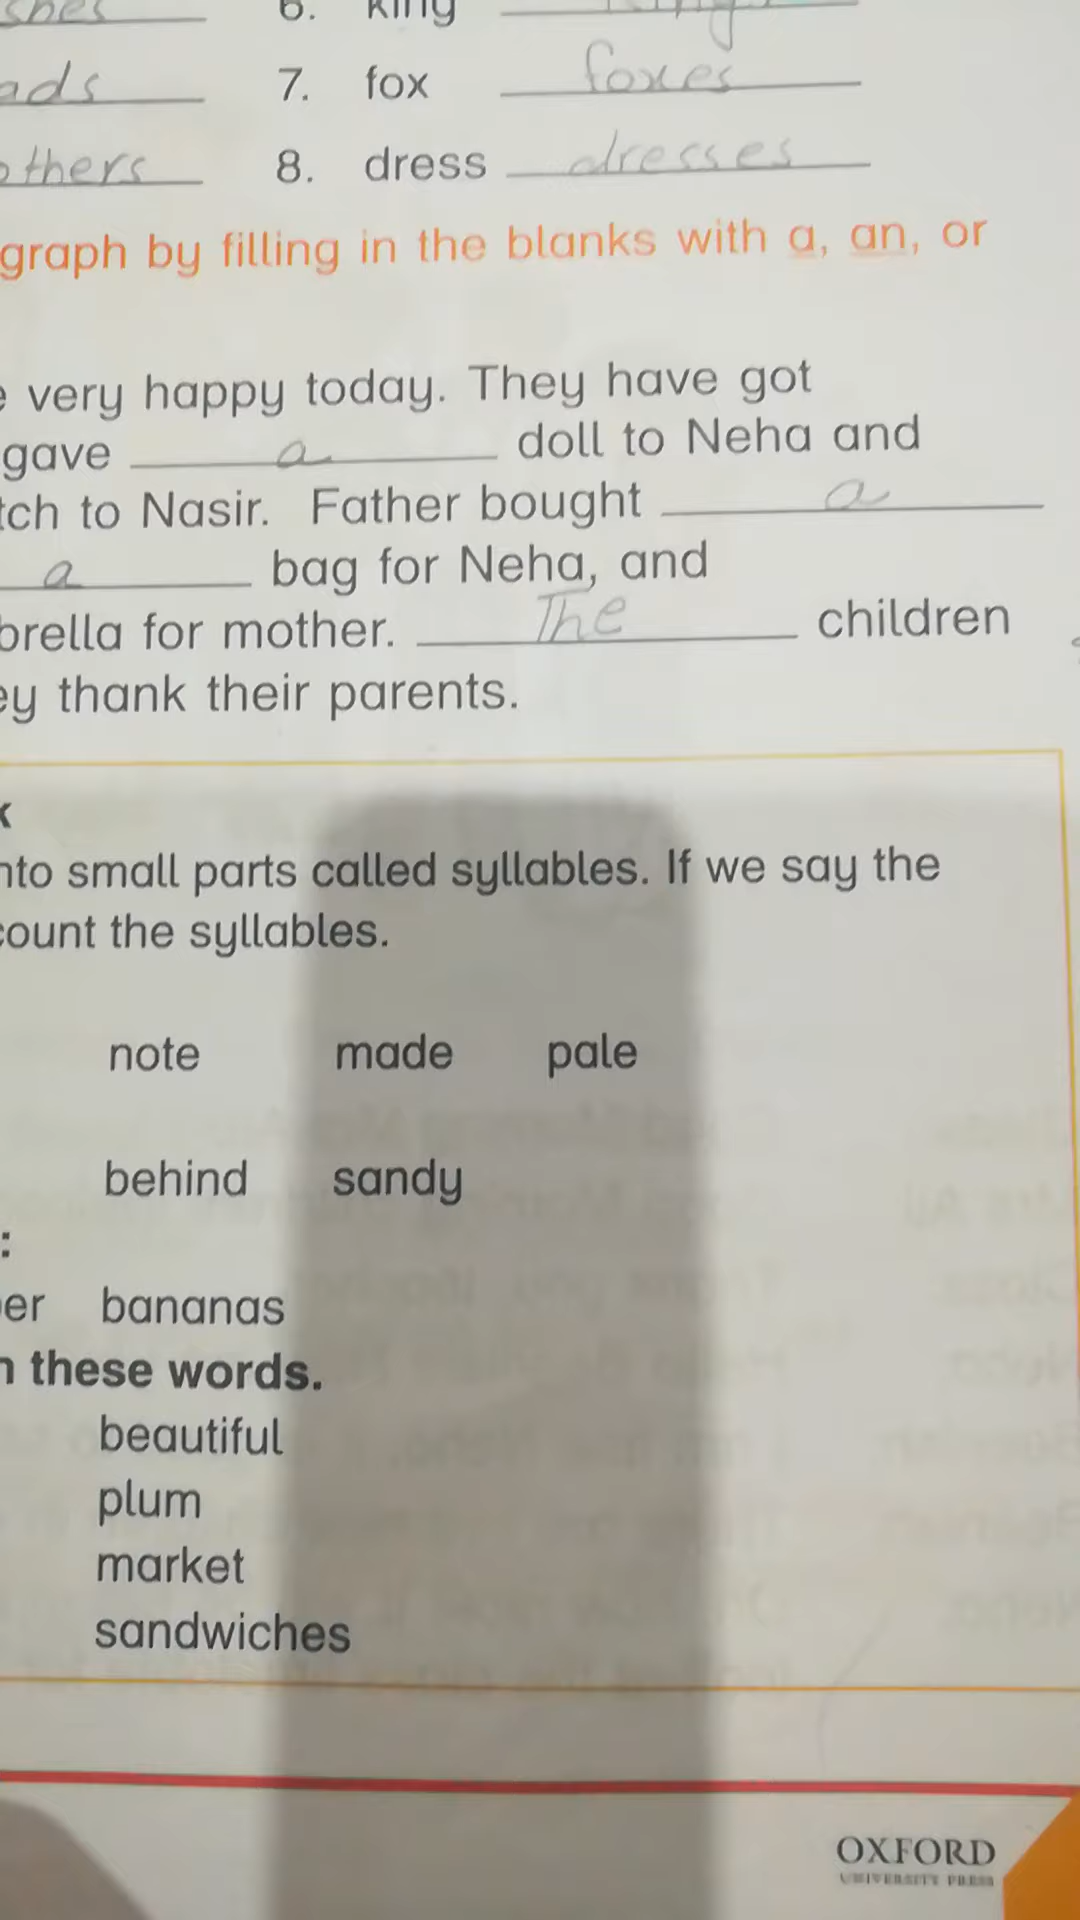 shes 6. king
ads 7. fox foxes
others 8. dress dresses
graph by filling in the blanks with a, an, or
very happy today. They have got
gave a doll to Neha and
tch to Nasir. Father bought a
a bag for Neha, and
brella for mother. The children
ey thank their parents.
nto small parts called syllables. If we say the
count the syllables.
note made pale
behind sandy
:
er bananas
these words.
beautiful
plum
market
sandwiches
OXFORD
UNIVERSITY PRESS